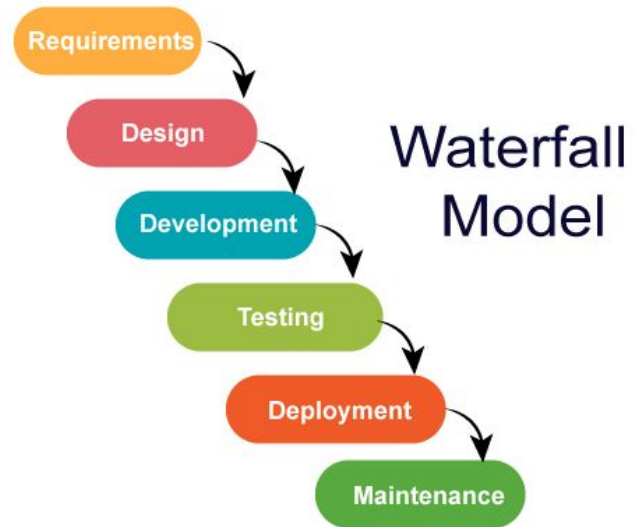 Requirements
Design
Waterfall
Model
Development
Testing
Deployment
Maintenance